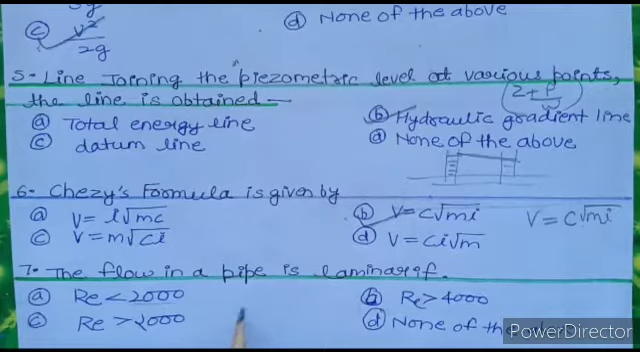 ⓓ None of the above
ⓒ V²/2g
5- Line Joining the piezometric level at various points,
the line is obtained -
Z+P/w
ⓐ Total energy line ⓑ Hydraulic gradient line
ⓒ datum line ⓓ None of the above
6- Chezy's Formula is given by
ⓐ V= i√mc ⓑ V=C√mi V=C√mi
ⓒ V=m√ci ⓓ V=Ci√m
7- The flow in a pipe is laminar if.
ⓐ Re<2000 ⓑ Re>4000
ⓒ Re >2000 ⓓ None of the
PowerDirector